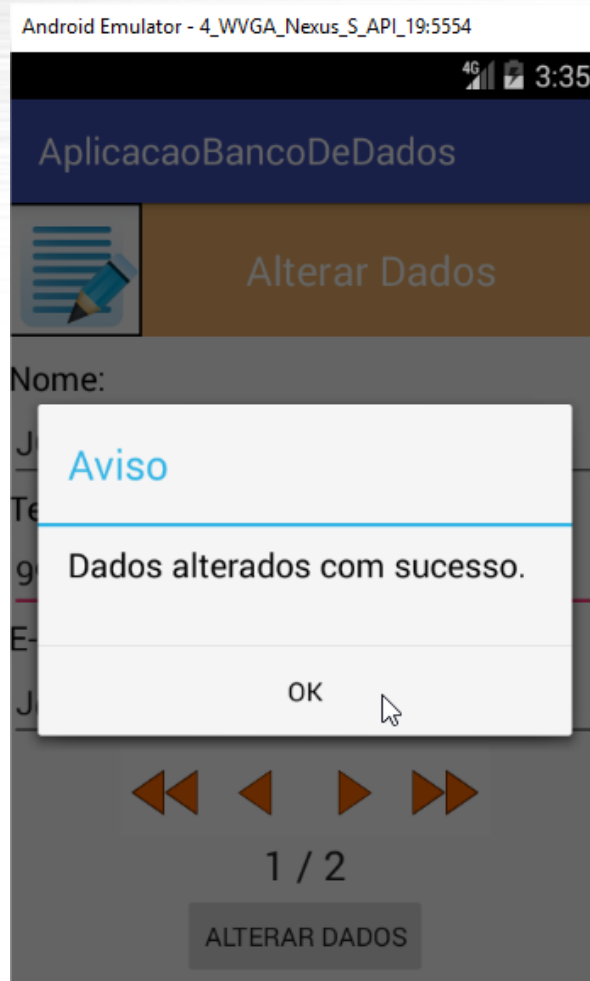 Android Emulator - 4_WVGA_Nexus_S_API_19:5554
4G 3:35
AplicacaoBancoDeDados
Alterar Dados
Nome:
Aviso
Dados alterados com sucesso.
OK
1 / 2
ALTERAR DADOS